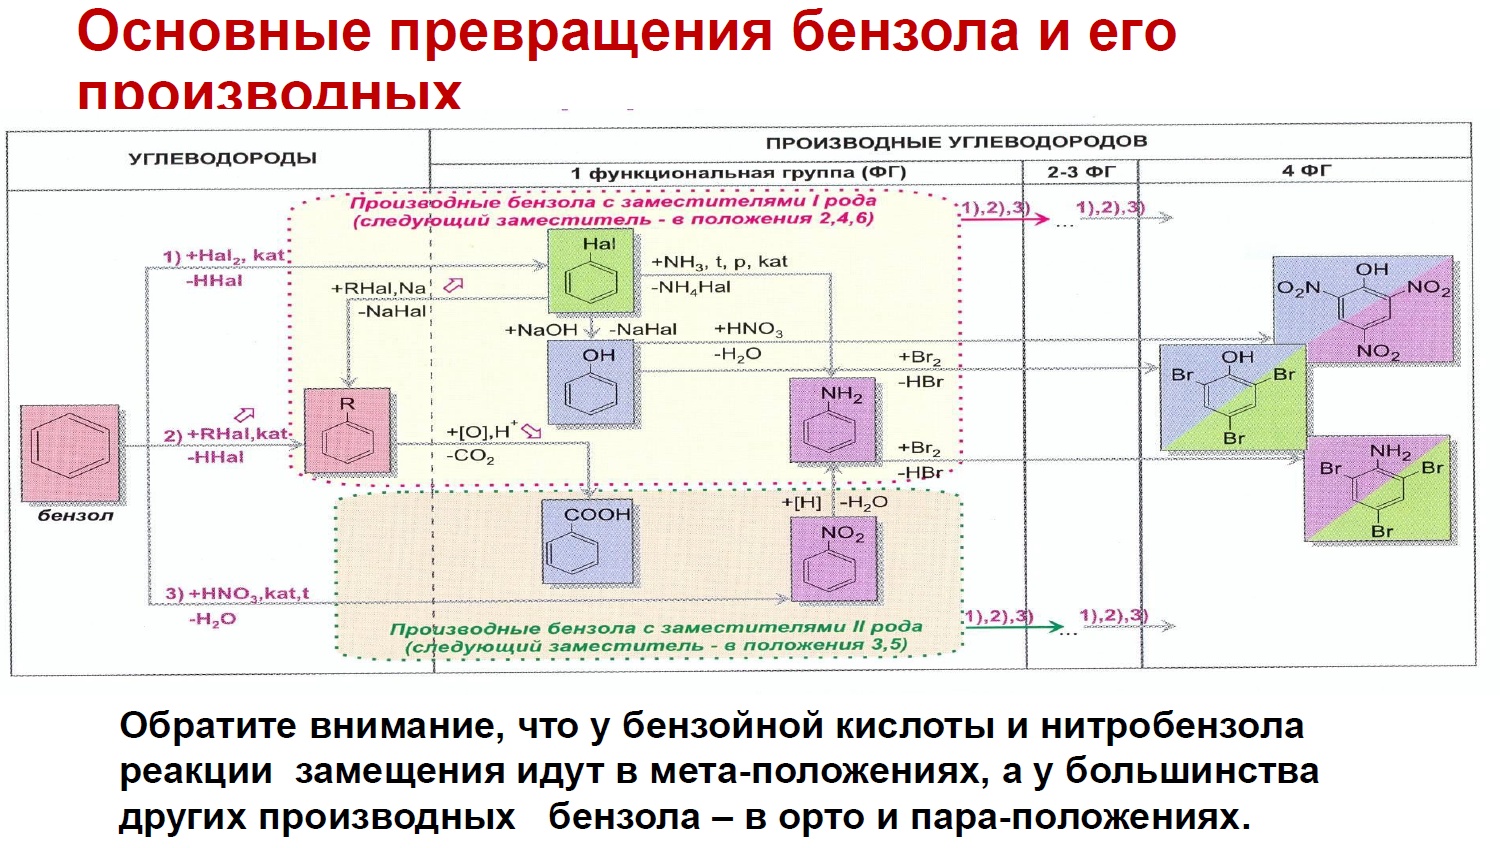 Основные превращения бензола и его
производных
УГЛЕВОДОРОДЫ
ПРОИЗВОДНЫЕ УГЛЕВОДОРОДОВ
1 функциональная группа (ФГ)
2-3 ФГ
4 ФГ
Производные бензола с заместителями I рода
(следующий заместитель - в положения 2,4,6)
1),2),3)
...
1),2),3)
1) +Hal₂, kat
-HHal
Hal
+NH₃, t, p, kat
-NH₄Hal
+RHal,Na
-NaHal
+NaOH
-NaHal
+HNO₃
-H₂O
OH
O₂N
NO₂
NO₂
OH
+Br₂
-HBr
OH
Br
Br
Br
R
NH₂
2) +RHal,kat
-HHal
+[O],H⁺
-CO₂
+Br₂
-HBr
NH₂
Br
Br
Br
бензол
+[H]
-H₂O
COOH
NO₂
3) +HNO₃,kat,t
-H₂O
Производные бензола с заместителями II рода
(следующий заместитель - в положения 3,5)
1),2),3)
...
1),2),3)
Обратите внимание, что у бензойной кислоты и нитробензола
реакции замещения идут в мета-положениях, а у большинства
других производных бензола – в орто и пара-положениях.